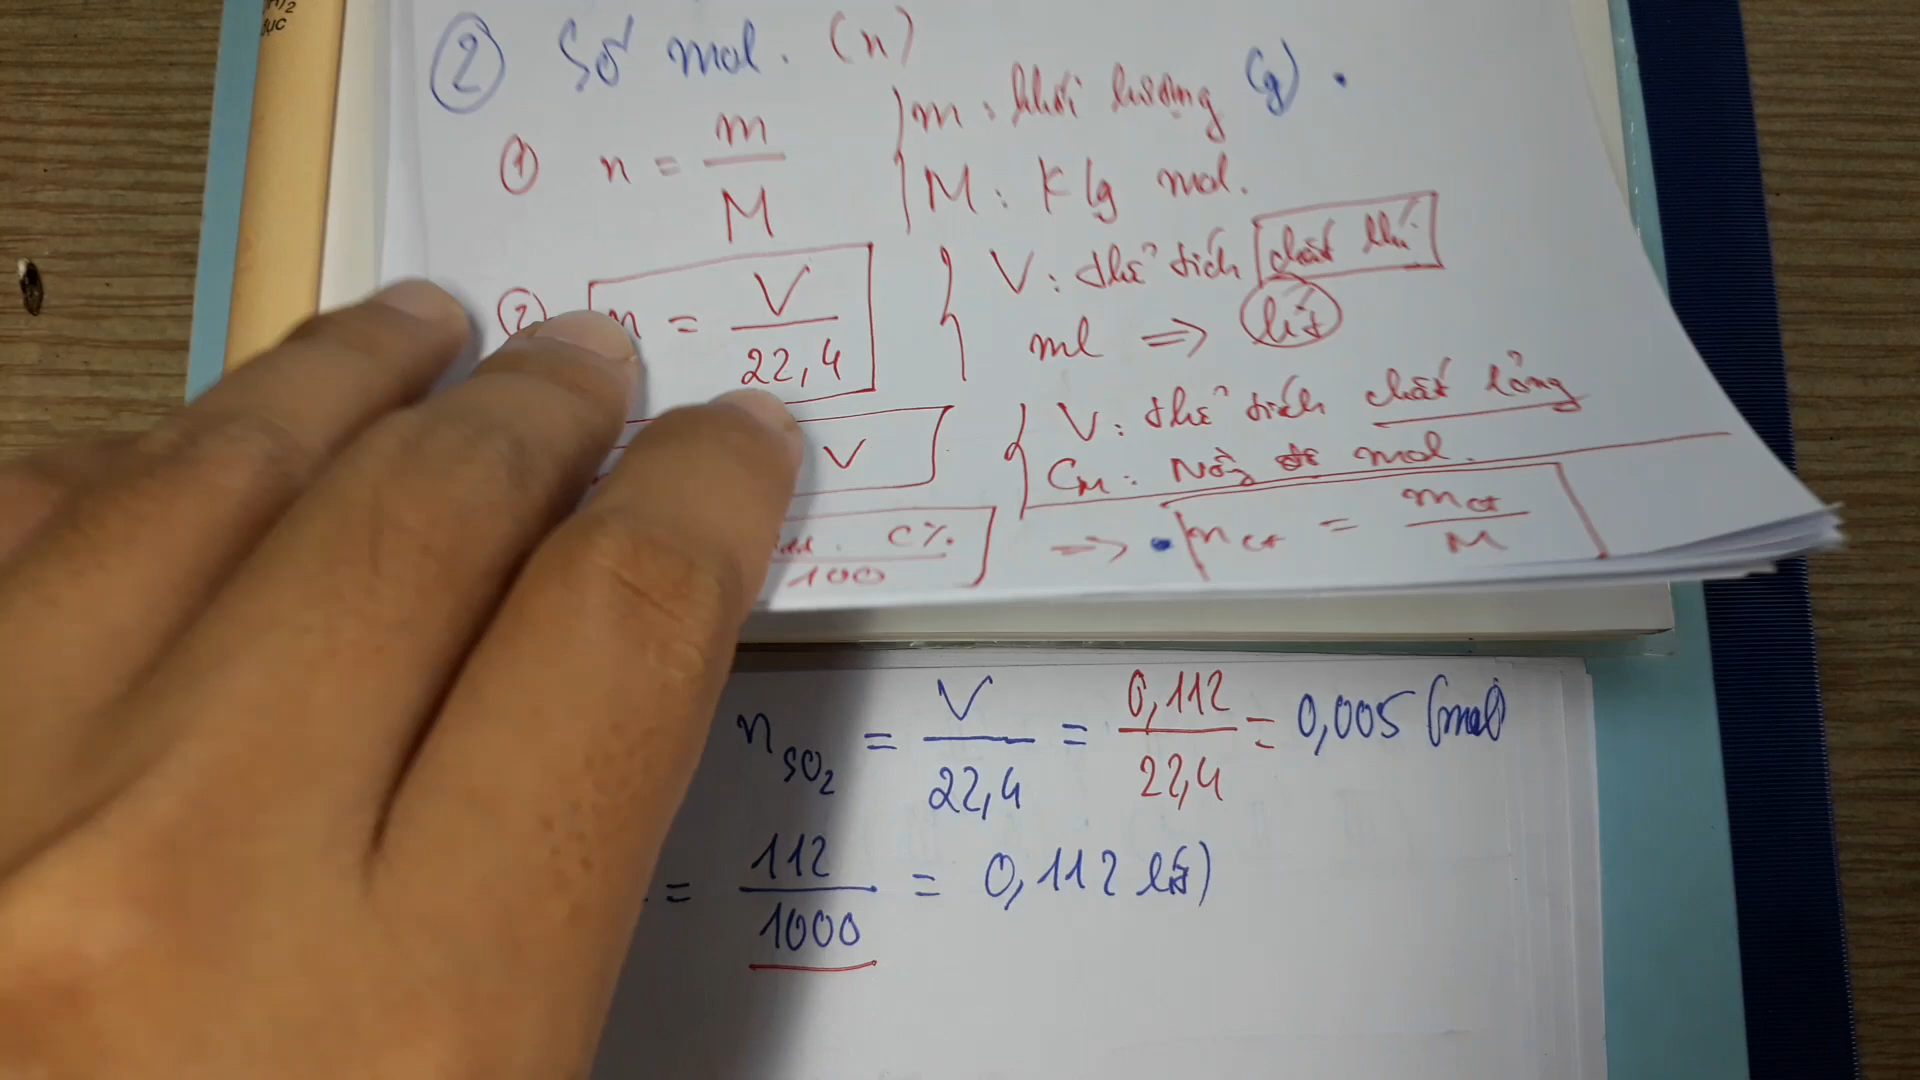 ② Số mol. (n)
① n = m / M { m: khối lượng (g).
M: Klg mol.
② n = V / 22,4 { V: thể tích chất khí
ml => lít
V { V: thể tích chất lỏng
CM: Nồng độ mol.
C% / 100 => nct = mct / M
nSO2 = V / 22,4 = 0,112 / 22,4 = 0,005 (mol)
= 112 / 1000 = 0,112 lít)